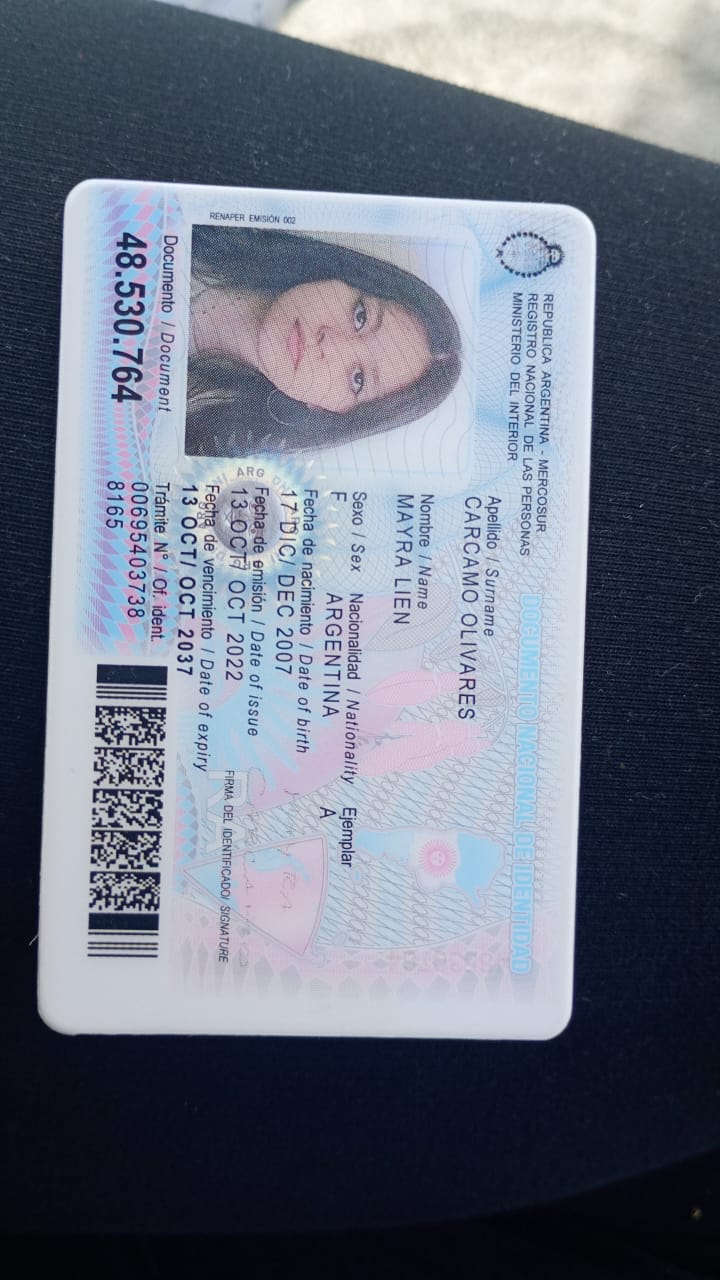 REPUBLICA ARGENTINA - MERCOSUR
REGISTRO NACIONAL DE LAS PERSONAS
MINISTERIO DEL INTERIOR
DOCUMENTO NACIONAL DE IDENTIDAD
RENAPER EMISIÓN 002
Apellido / Surname
CARCAMO OLIVARES
Nombre / Name
MAYRA LIEN
Sexo / Sex Nacionalidad / Nationality Ejemplar
F ARGENTINA A
Fecha de nacimiento / Date of birth
17 DIC/ DEC 2007
Fecha de emisión / Date of issue
13 OCT/ OCT 2022
Fecha de vencimiento / Date of expiry
13 OCT/ OCT 2037
FIRMA DEL IDENTIFICADO/ SIGNATURE
Documento / Document
48.530.764
Trámite N° / Of. ident.
00695403738
8165